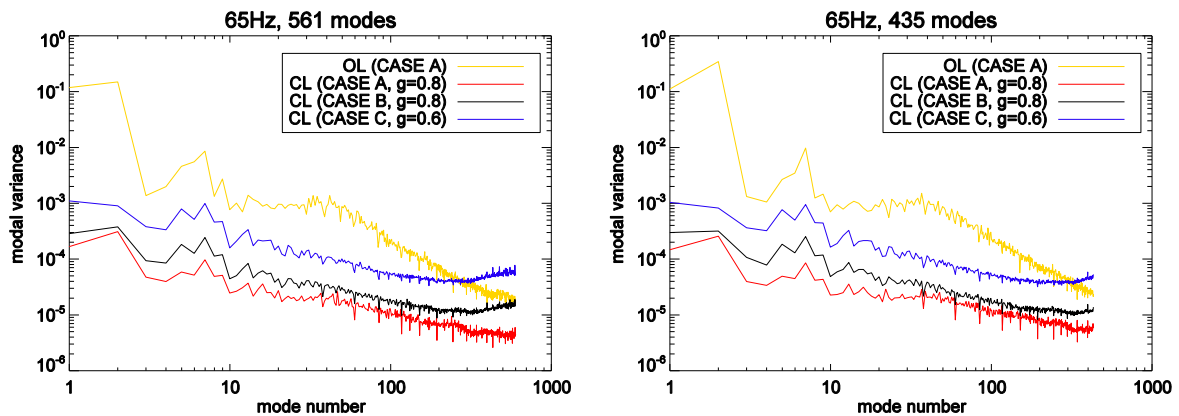 65Hz, 561 modes
10^0
10^-1
10^-2
10^-3
10^-4
10^-5
10^-6
modal variance
OL (CASE A)
CL (CASE A, g=0.8)
CL (CASE B, g=0.8)
CL (CASE C, g=0.6)
1
10
100
1000
mode number
65Hz, 435 modes
10^0
10^-1
10^-2
10^-3
10^-4
10^-5
10^-6
modal variance
OL (CASE A)
CL (CASE A, g=0.8)
CL (CASE B, g=0.8)
CL (CASE C, g=0.6)
1
10
100
1000
mode number